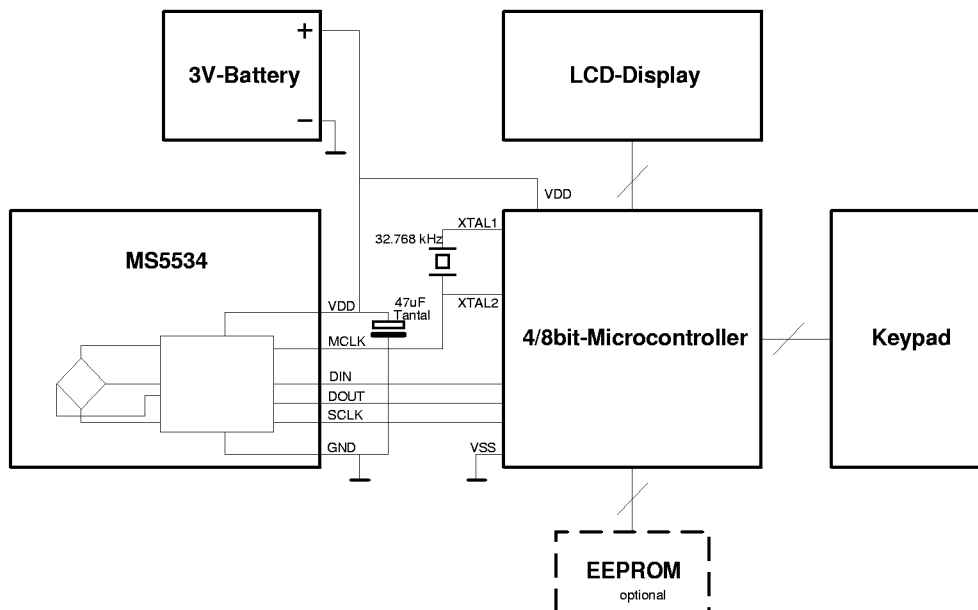 +
3V-Battery
−
LCD-Display
VDD
XTAL1
32.768 kHz
MS5534
XTAL2
47uF
Tantal
VDD
MCLK
DIN
DOUT
SCLK
GND
VSS
4/8bit-Microcontroller
Keypad
EEPROM
optional